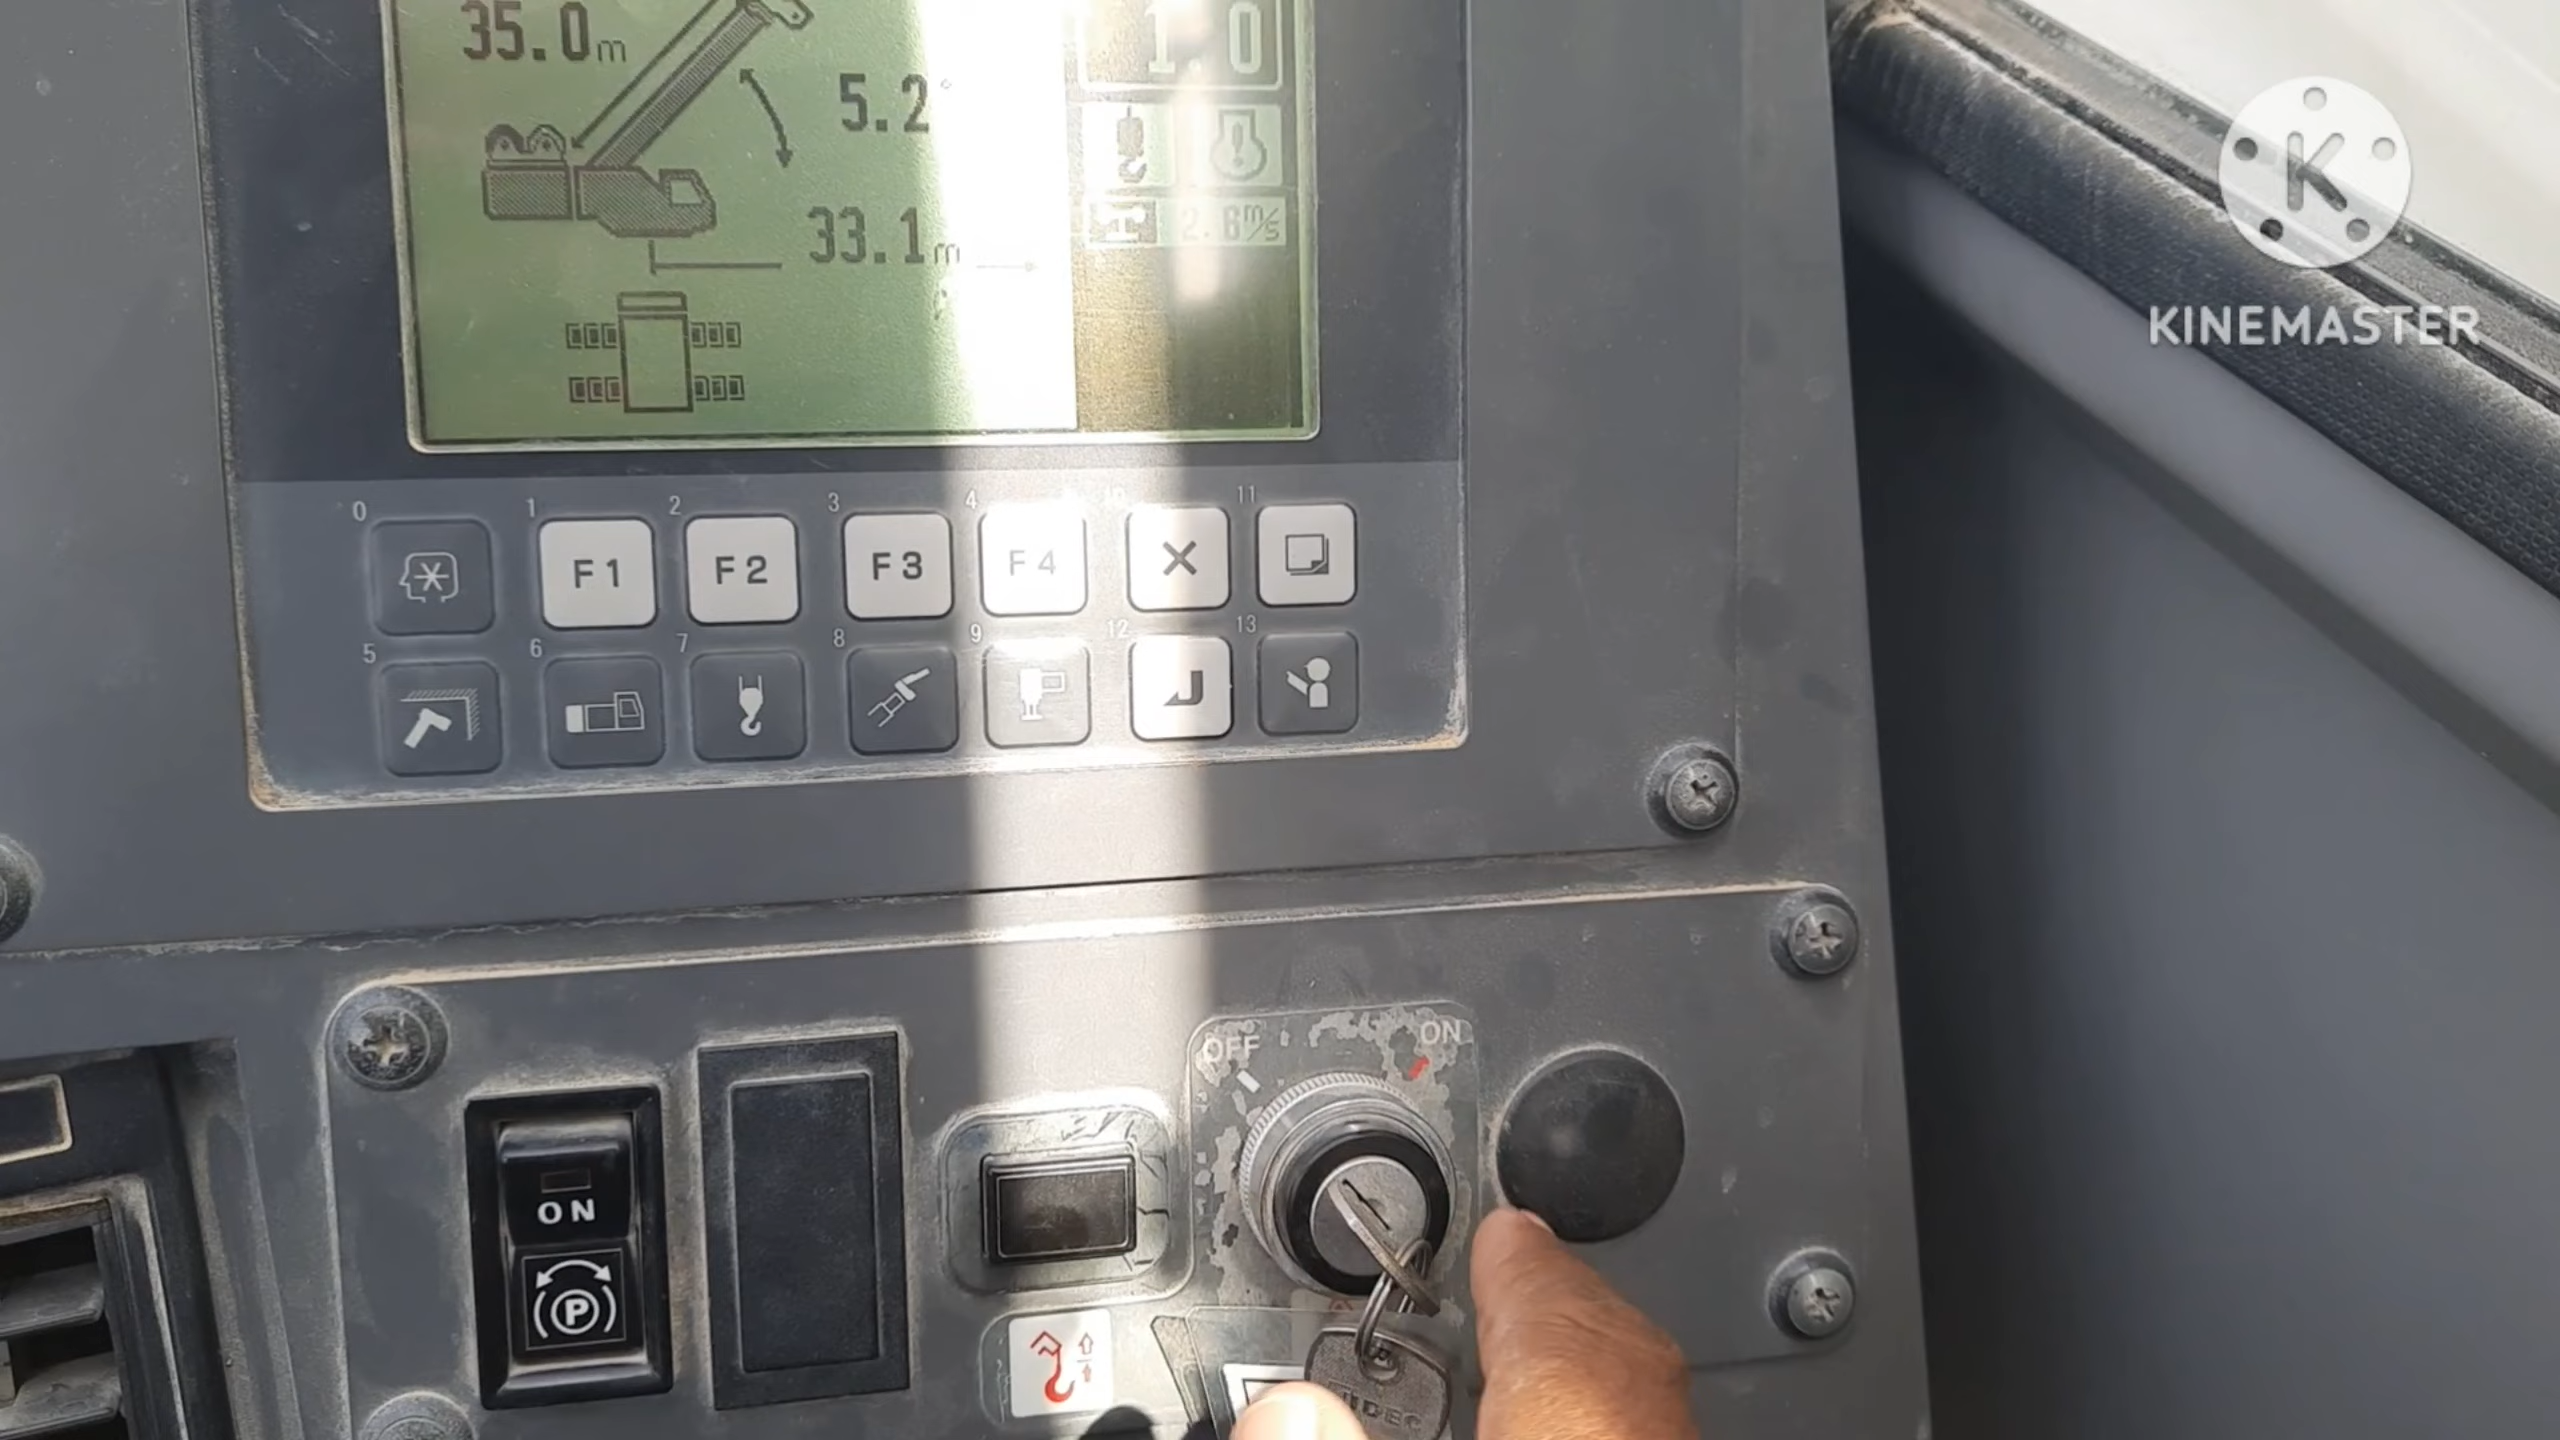 35.0m
1.0
5.2°
2.6m/s
33.1m
KINEMASTER
K
0 1 2 3 4 11
F1 F2 F3 F4 X
5 6 7 8 9 12 13
OFF ON
ON
P